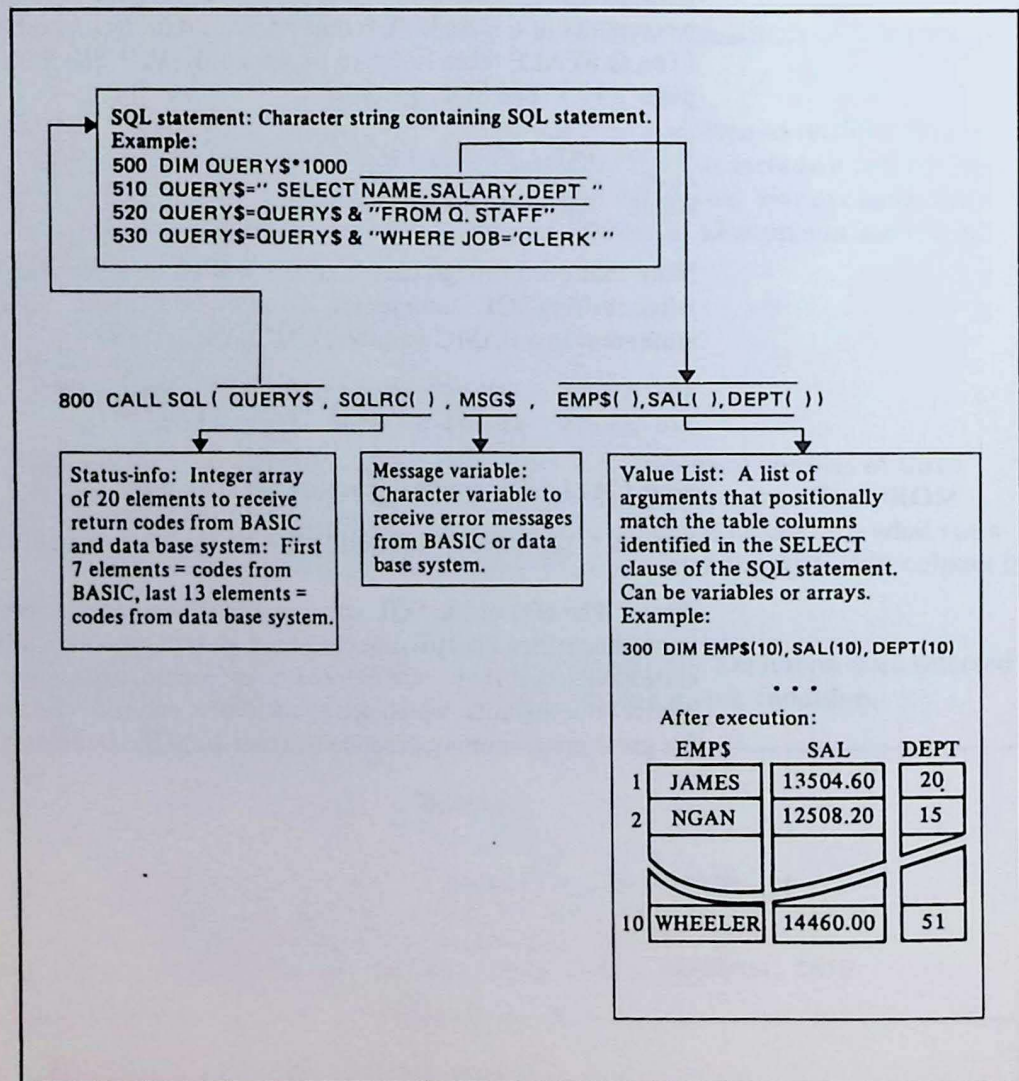 SQL statement: Character string containing SQL statement.
Example:
500 DIM QUERY$*1000
510 QUERY$=" SELECT NAME,SALARY,DEPT "
520 QUERY$=QUERY$ & "FROM Q. STAFF"
530 QUERY$=QUERY$ & "WHERE JOB='CLERK' "
800 CALL SQL( QUERY$ , SQLRC( ) , MSG$ , EMP$( ),SAL( ),DEPT( ))
Status-info: Integer array
of 20 elements to receive
return codes from BASIC
and data base system: First
7 elements = codes from
BASIC, last 13 elements =
codes from data base system.
Message variable:
Character variable to
receive error messages
from BASIC or data
base system.
Value List: A list of
arguments that positionally
match the table columns
identified in the SELECT
clause of the SQL statement.
Can be variables or arrays.
Example:
300 DIM EMP$(10),SAL(10),DEPT(10)
. . .
After execution:
EMP$ SAL DEPT
1 JAMES 13504.60 20
2 NGAN 12508.20 15
10 WHEELER 14460.00 51